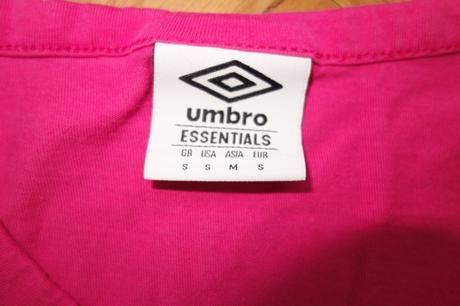 umbro
ESSENTIALS
GB USA ASIA EUR
S S M S